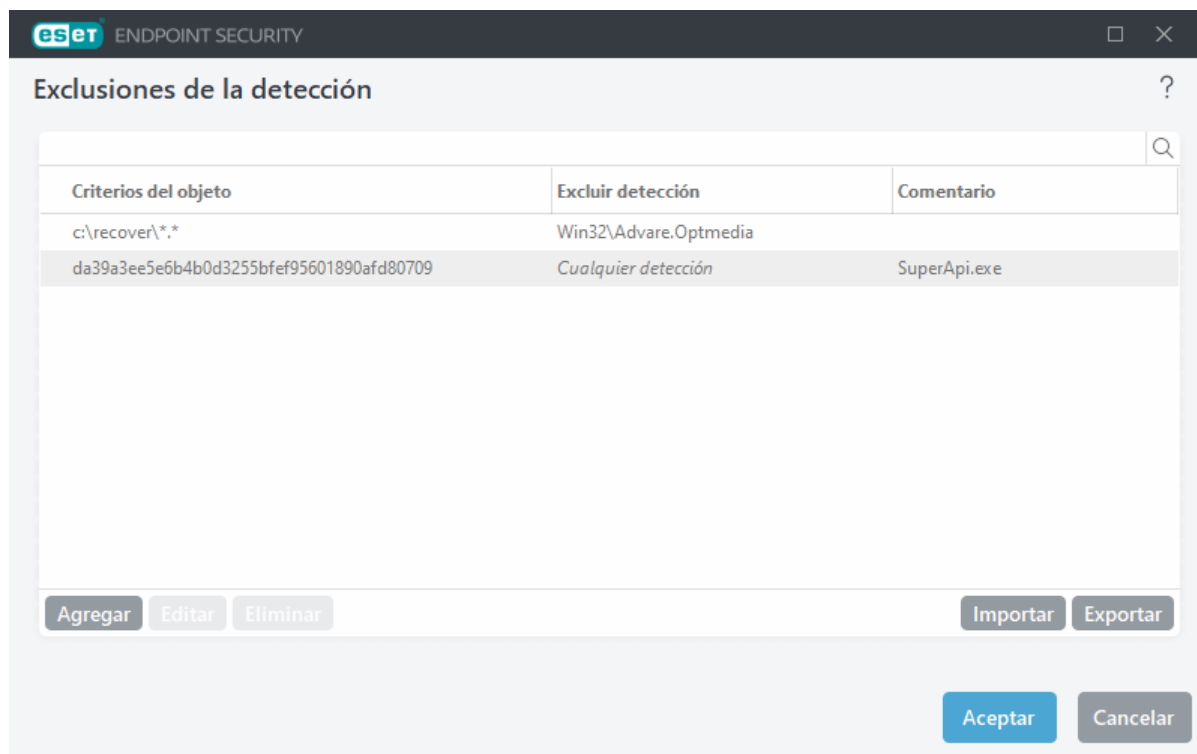 eset ENDPOINT SECURITY
Exclusiones de la detección ?
Criterios del objeto Excluir detección Comentario
c:\recover\*.* Win32\Advare.Optmedia
da39a3ee5e6b4b0d3255bfef95601890afd80709 Cualquier detección SuperApi.exe
Agregar Editar Eliminar Importar Exportar
Aceptar Cancelar